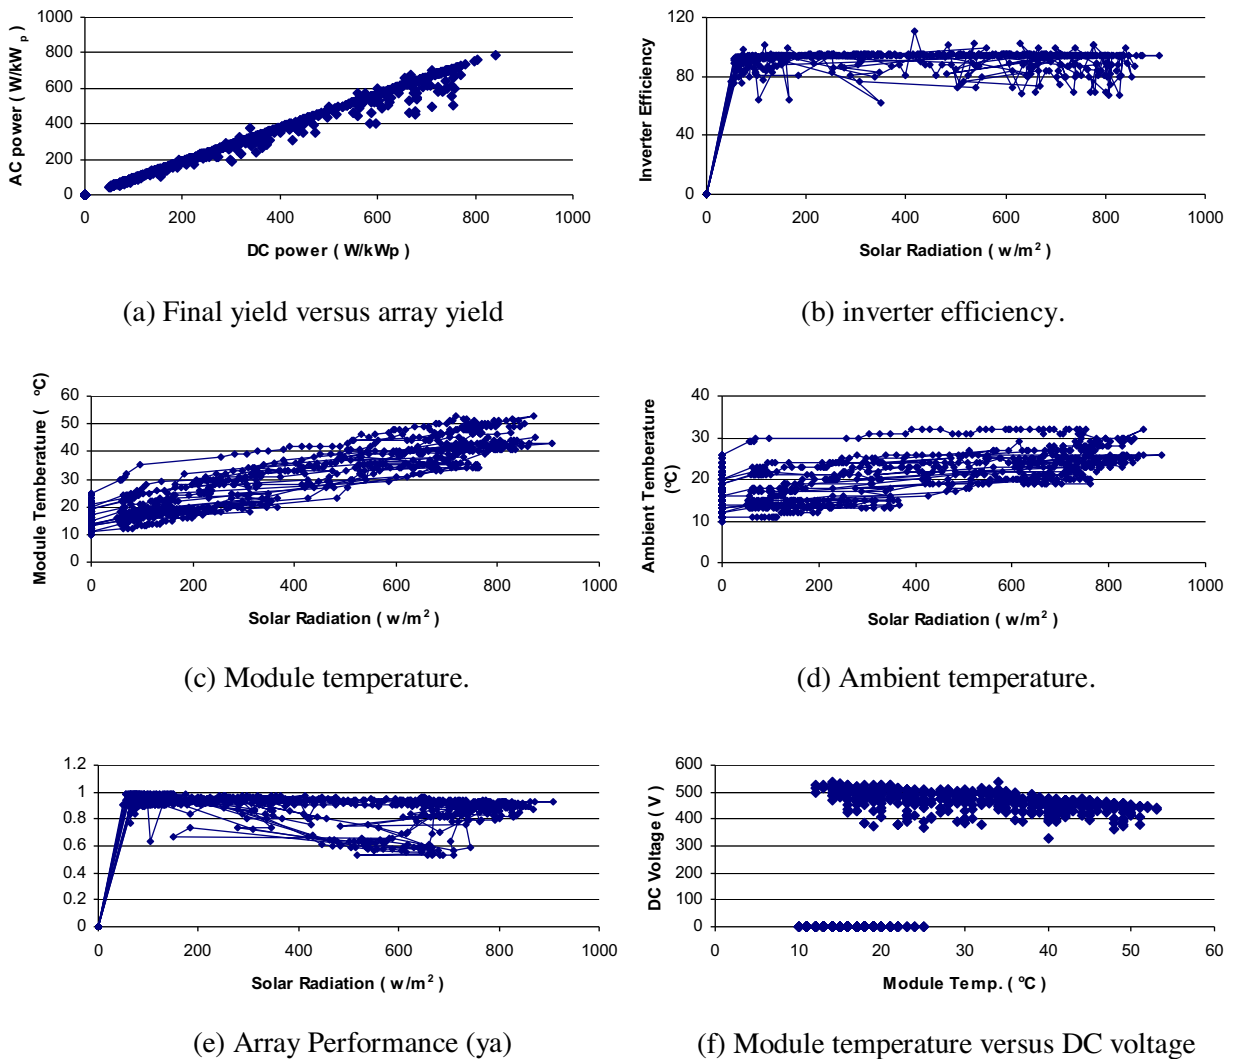 1000
800
600
400
200
0
AC power ( W/kW p )
0 200 400 600 800 1000
DC power ( W/kWp )
(a) Final yield versus array yield
120
80
40
0
Inverter Efficiency
0 200 400 600 800 1000
Solar Radiation ( w/m² )
(b) inverter efficiency.
60
50
40
30
20
10
0
Module Temperature ( ºC)
0 200 400 600 800 1000
Solar Radiation ( w/m² )
(c) Module temperature.
40
30
20
10
0
Ambient Temperature
(ºC)
0 200 400 600 800 1000
Solar Radiation ( w/m² )
(d) Ambient temperature.
1.2
1
0.8
0.6
0.4
0.2
0
0 200 400 600 800 1000
Solar Radiation ( w/m² )
(e) Array Performance (ya)
600
500
400
300
200
100
0
DC Voltage ( V )
0 10 20 30 40 50 60
Module Temp. ( ºC )
(f) Module temperature versus DC voltage